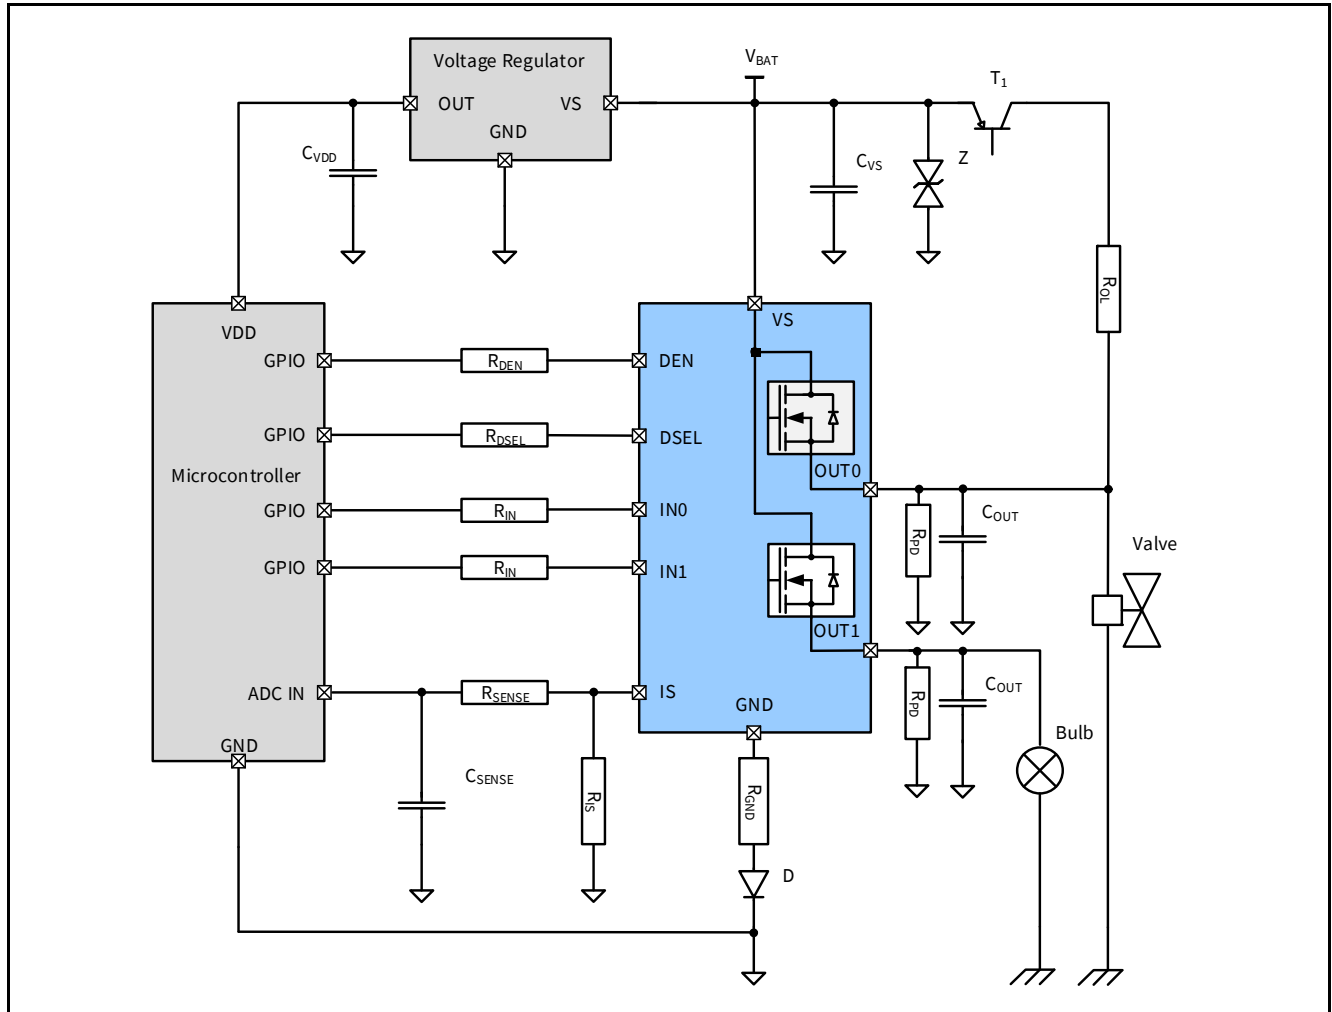 Voltage Regulator
OUT
VS
GND
VBAT
T1
CVDD
CVS
Z
ROL
VDD
GPIO
RDEN
DEN
VS
GPIO
RDSEL
DSEL
Microcontroller
OUT0
GPIO
RIN
IN0
RPD
COUT
Valve
GPIO
RIN
IN1
OUT1
ADC IN
RSENSE
IS
GND
RPD
COUT
GND
Bulb
CSENSE
RIS
RGND
D